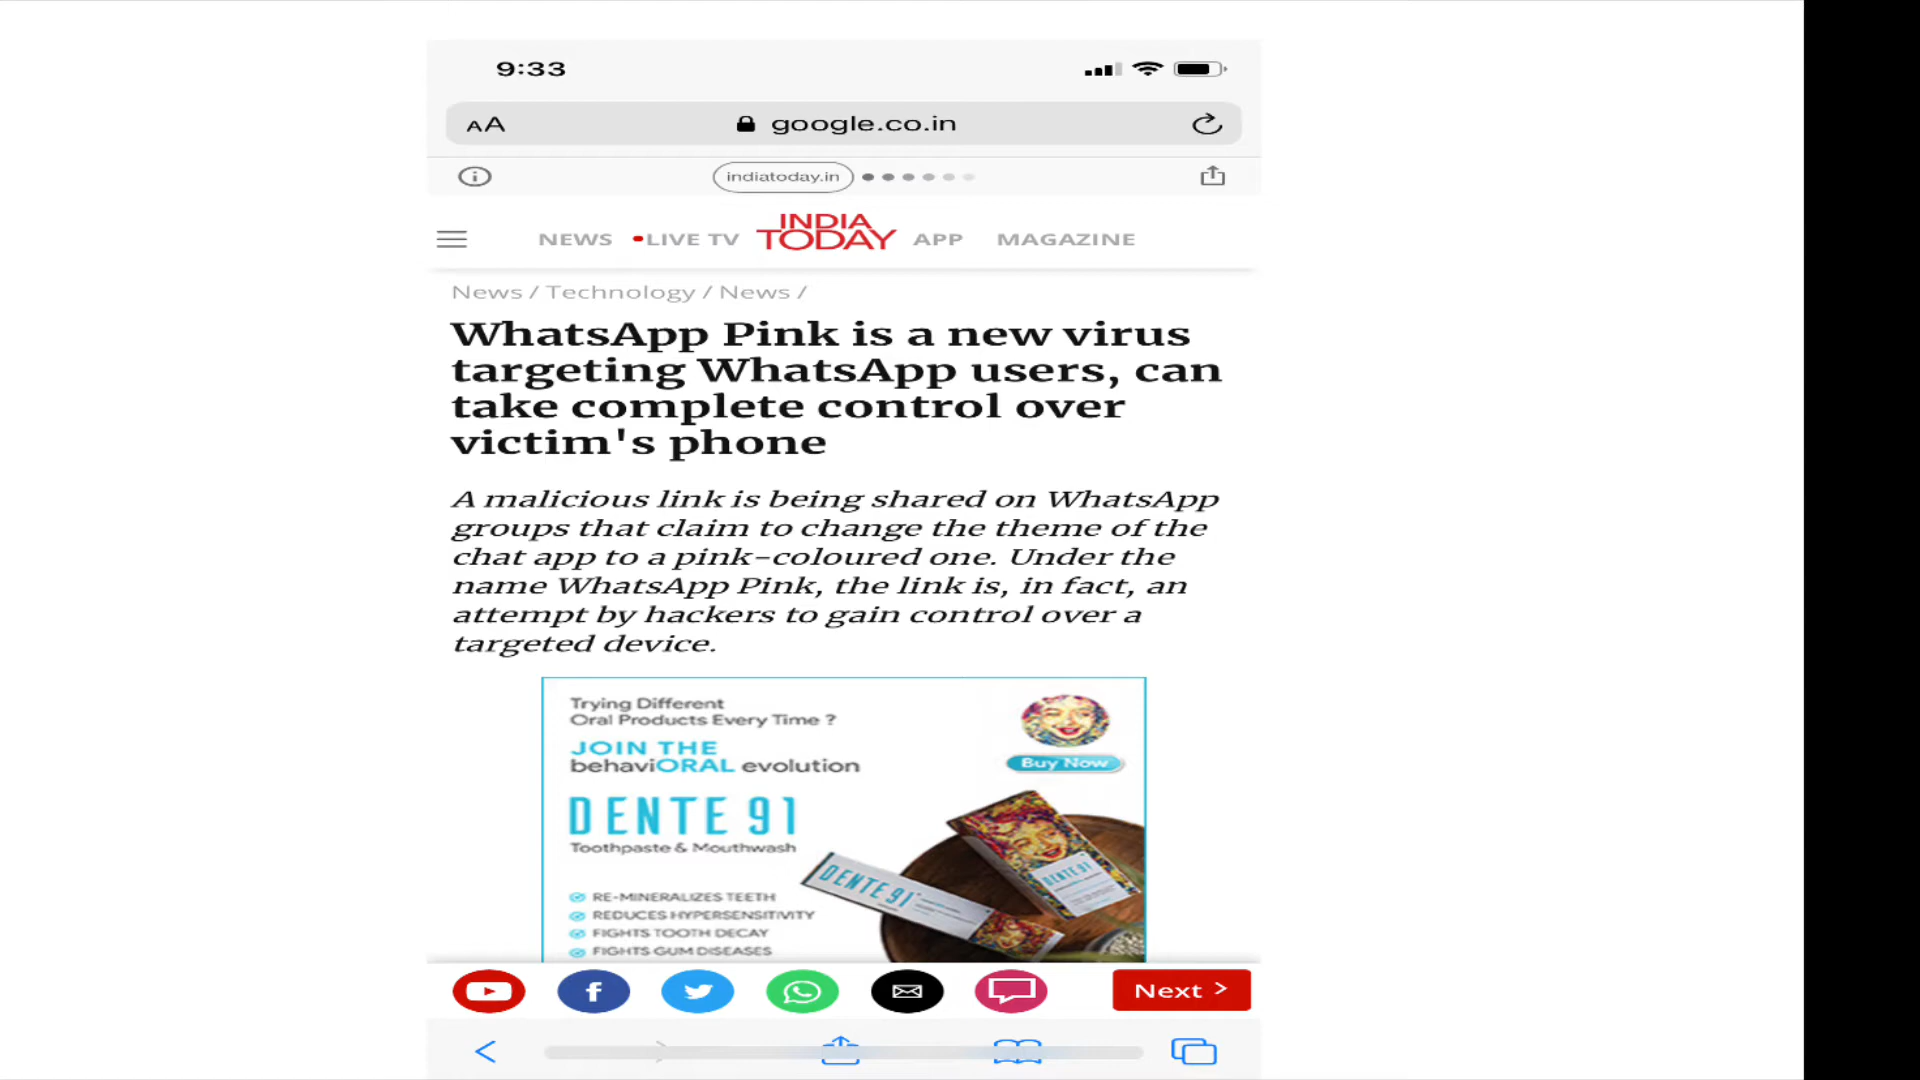 9:33
AA google.co.in
indiatoday.in
NEWS LIVE TV INDIA TODAY APP MAGAZINE
News / Technology / News /
WhatsApp Pink is a new virus
targeting WhatsApp users, can
take complete control over
victim's phone
A malicious link is being shared on WhatsApp
groups that claim to change the theme of the
chat app to a pink-coloured one. Under the
name WhatsApp Pink, the link is, in fact, an
attempt by hackers to gain control over a
targeted device.
Trying Different
Oral Products Every Time ?
JOIN THE
behaviORAL evolution
Buy Now
DENTE 91
Toothpaste & Mouthwash
DENTE 91
DENTE 91
RE-MINERALIZES TEETH
REDUCES HYPERSENSITIVITY
FIGHTS TOOTH DECAY
FIGHTS GUM DISEASES
Next >